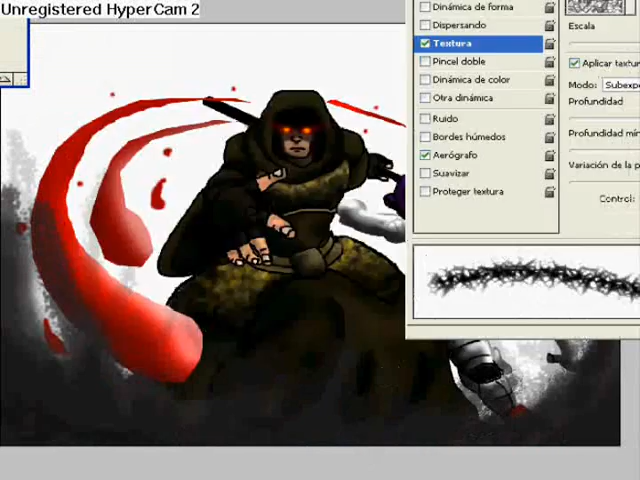 Unregistered HyperCam 2
Dinámica de forma
Dispersando
Textura
Pincel doble
Dinámica de color
Otra dinámica
Ruido
Bordes húmedos
Aerógrafo
Suavizar
Proteger textura
Escala
Aplicar textur
Modo: Subexp
Profundidad
Profundidad mín
Variación de la p
Control: